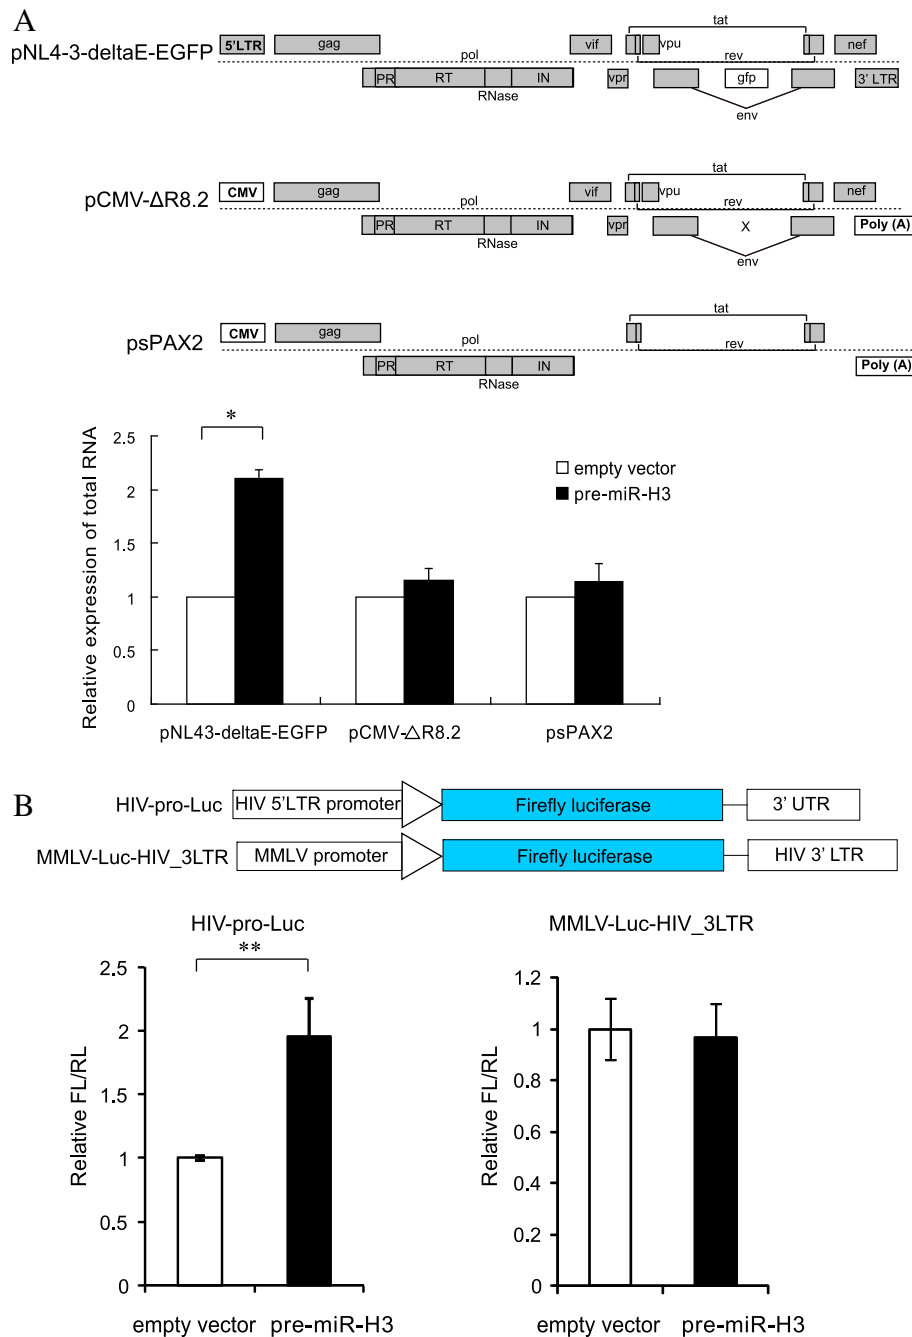 A
pNL4-3-deltaE-EGFP
5'LTR
gag
pol
vif
tat
vpu
rev
nef
PR
RT
IN
RNase
vpr
gfp
3' LTR
env
pCMV-ΔR8.2
CMV
gag
pol
vif
tat
vpu
rev
nef
PR
RT
IN
RNase
vpr
X
Poly (A)
env
psPAX2
CMV
gag
pol
tat
rev
PR
RT
IN
RNase
Poly (A)
Relative expression of total RNA
2.5
2
1.5
1
0.5
0
*
empty vector
pre-miR-H3
pNL43-deltaE-EGFP
pCMV-△R8.2
psPAX2
B
HIV-pro-Luc
HIV 5'LTR promoter
Firefly luciferase
3' UTR
MMLV-Luc-HIV_3LTR
MMLV promoter
Firefly luciferase
HIV 3' LTR
HIV-pro-Luc
**
Relative FL/RL
2.5
2
1.5
1
0.5
0
empty vector
pre-miR-H3
MMLV-Luc-HIV_3LTR
Relative FL/RL
1.2
1
0.8
0.6
0.4
0.2
0
empty vector
pre-miR-H3